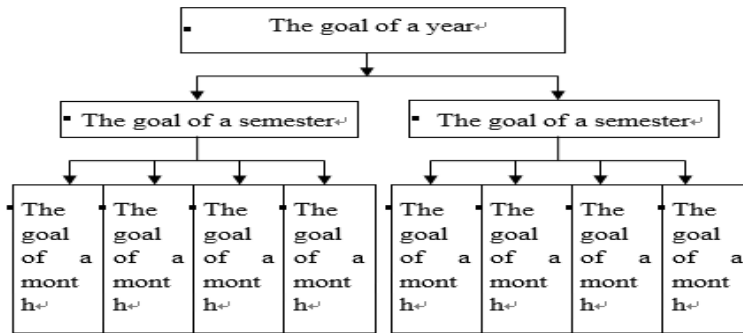 The goal of a year
The goal of a semester
The goal of a semester
The
goal
of a
mont
h
The
goal
of a
mont
h
The
goal
of a
mont
h
The
goal
of a
mont
h
The
goal
of a
mont
h
The
goal
of a
mont
h
The
goal
of a
mont
h
The
goal
of a
mont
h